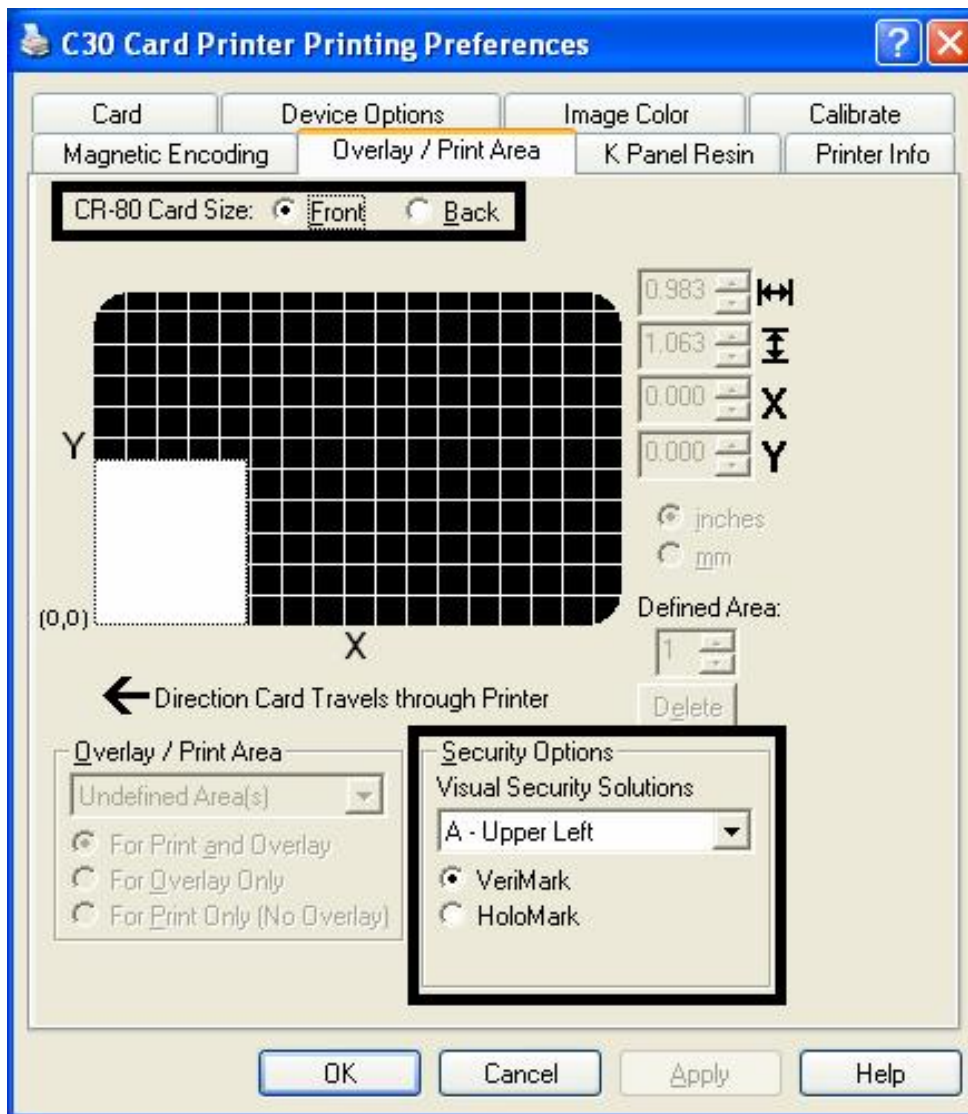 C30 Card Printer Printing Preferences
Card
Device Options
Image Color
Calibrate
Magnetic Encoding
Overlay / Print Area
K Panel Resin
Printer Info
CR-80 Card Size:
Front
Back
0.983
1.063
0.000
X
0.000
Y
Y
(0,0)
X
inches
mm
Defined Area:
1
Delete
Direction Card Travels through Printer
Overlay / Print Area
Undefined Area(s)
For Print and Overlay
For Overlay Only
For Print Only (No Overlay)
Security Options
Visual Security Solutions
A - Upper Left
VeriMark
HoloMark
OK
Cancel
Apply
Help